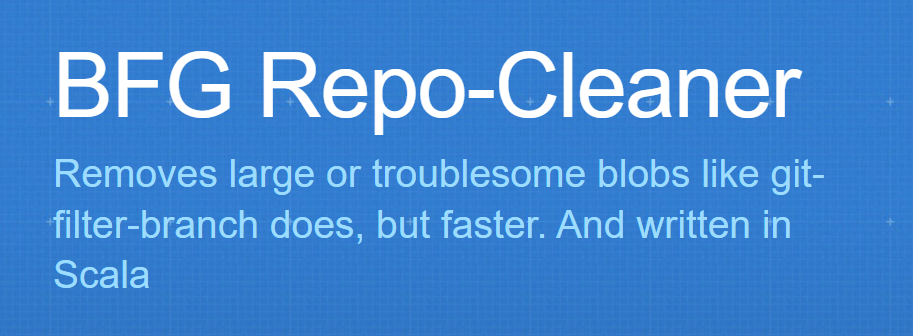 BFG Repo-Cleaner
Removes large or troublesome blobs like git-
filter-branch does, but faster. And written in
Scala